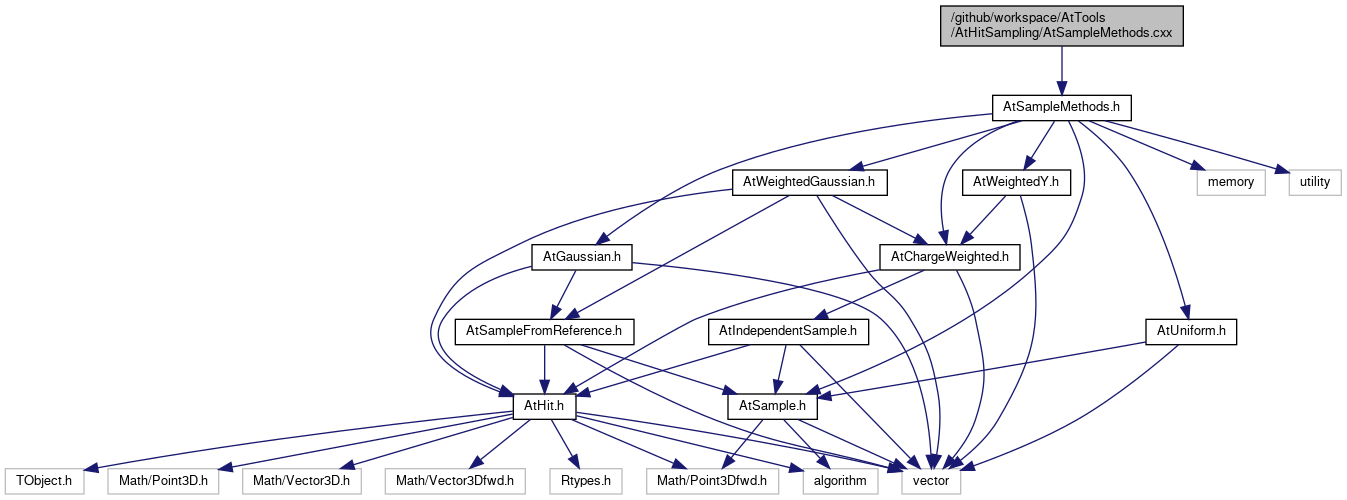 /github/workspace/AtTools
/AtHitSampling/AtSampleMethods.cxx
AtSampleMethods.h
AtWeightedGaussian.h
AtWeightedY.h
memory
utility
AtGaussian.h
AtChargeWeighted.h
AtSampleFromReference.h
AtIndependentSample.h
AtUniform.h
AtHit.h
AtSample.h
TObject.h
Math/Point3D.h
Math/Vector3D.h
Math/Vector3Dfwd.h
Rtypes.h
Math/Point3Dfwd.h
algorithm
vector